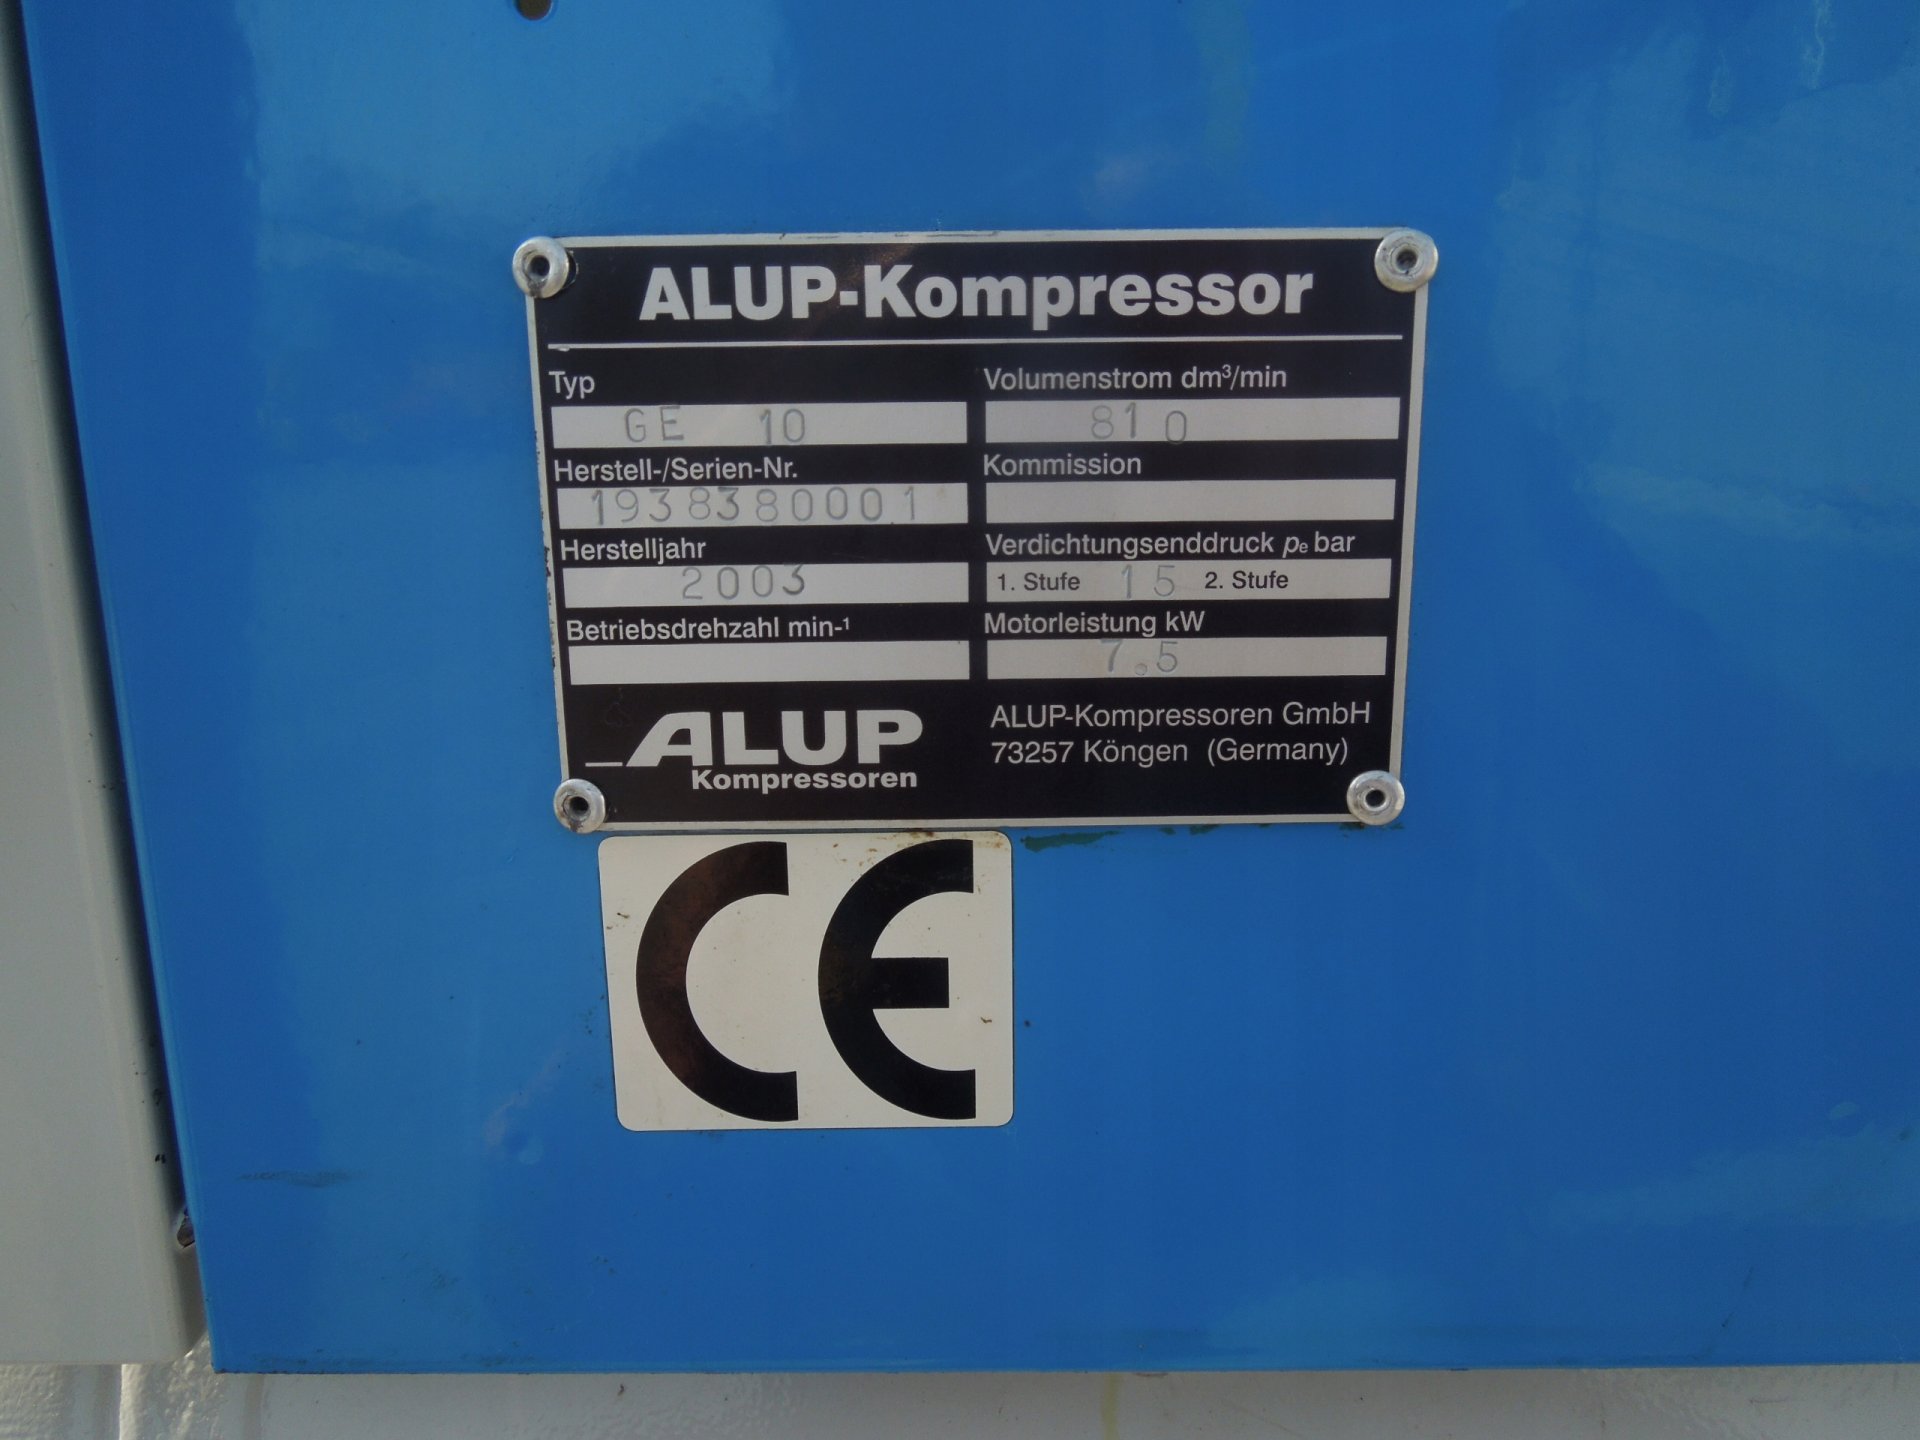 ALUP-Kompressor
Typ
GE 10
Herstell-/Serien-Nr.
1938380001
Herstelljahr
2003
Betriebsdrehzahl min-¹
Volumenstrom dm³/min
810
Kommission
Verdichtungsenddruck pe bar
1. Stufe 15 2. Stufe
Motorleistung kW
7.5
ALUP
Kompressoren
ALUP-Kompressoren GmbH
73257 Köngen (Germany)
CE